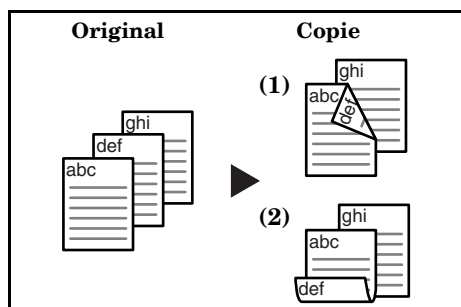 Original
Copie
ghi
def
abc
(1)
ghi
abc
def
(2)
ghi
abc
def